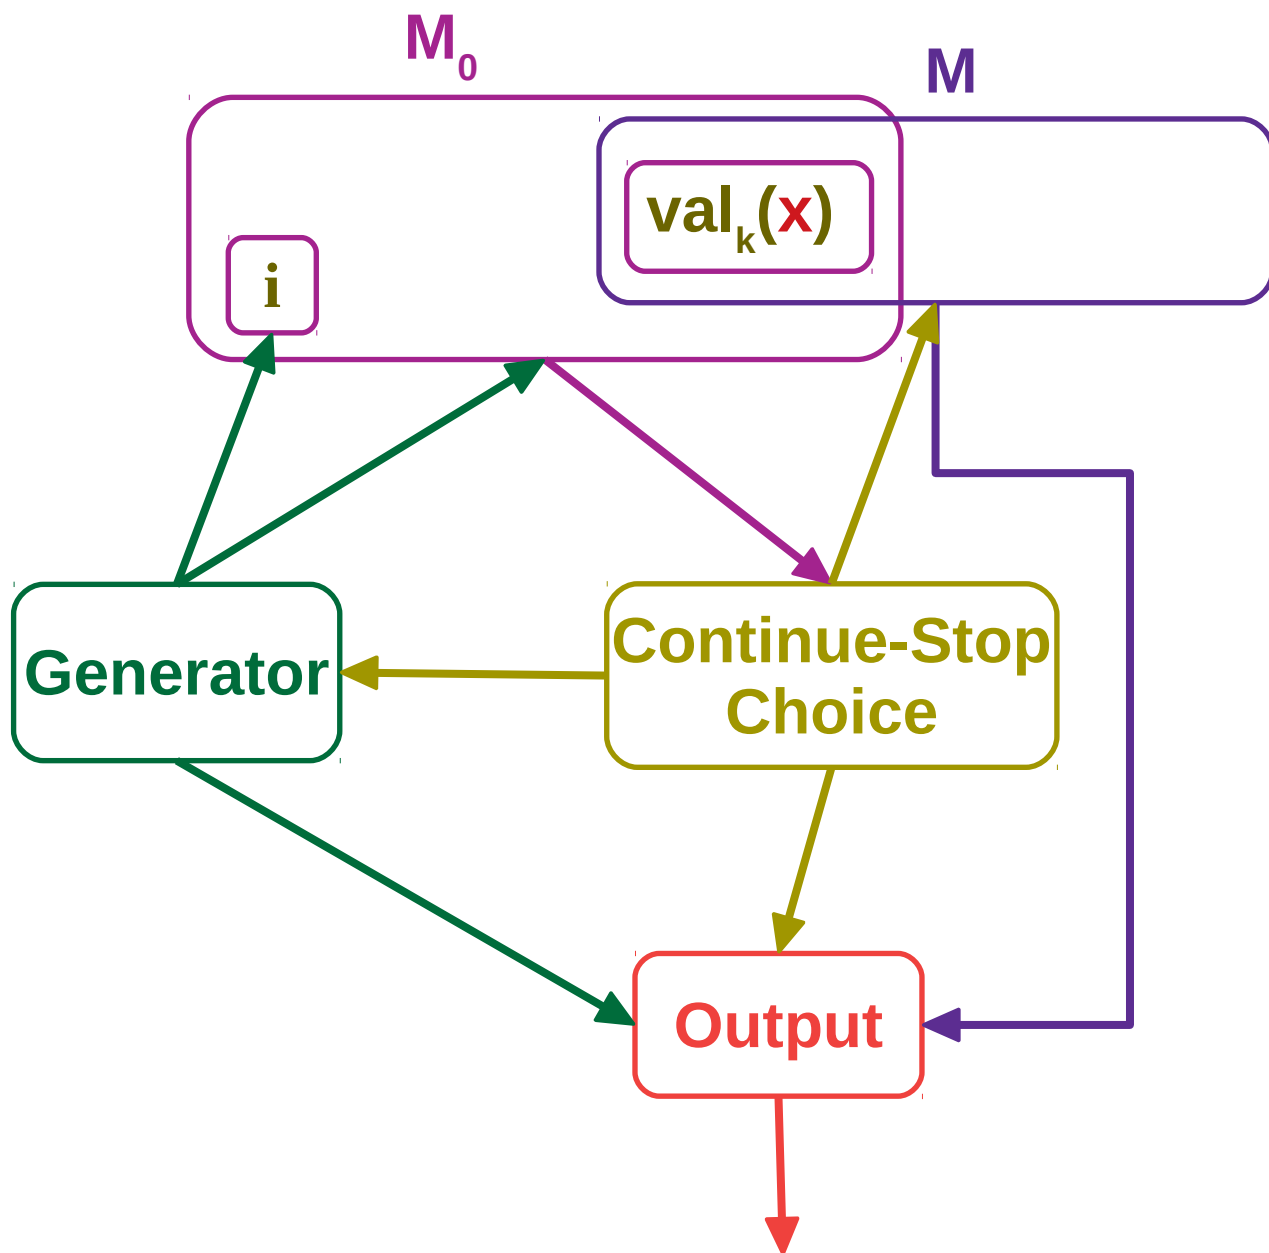 M₀
M
valₖ(x)
i
Generator
Continue-Stop
Choice
Output